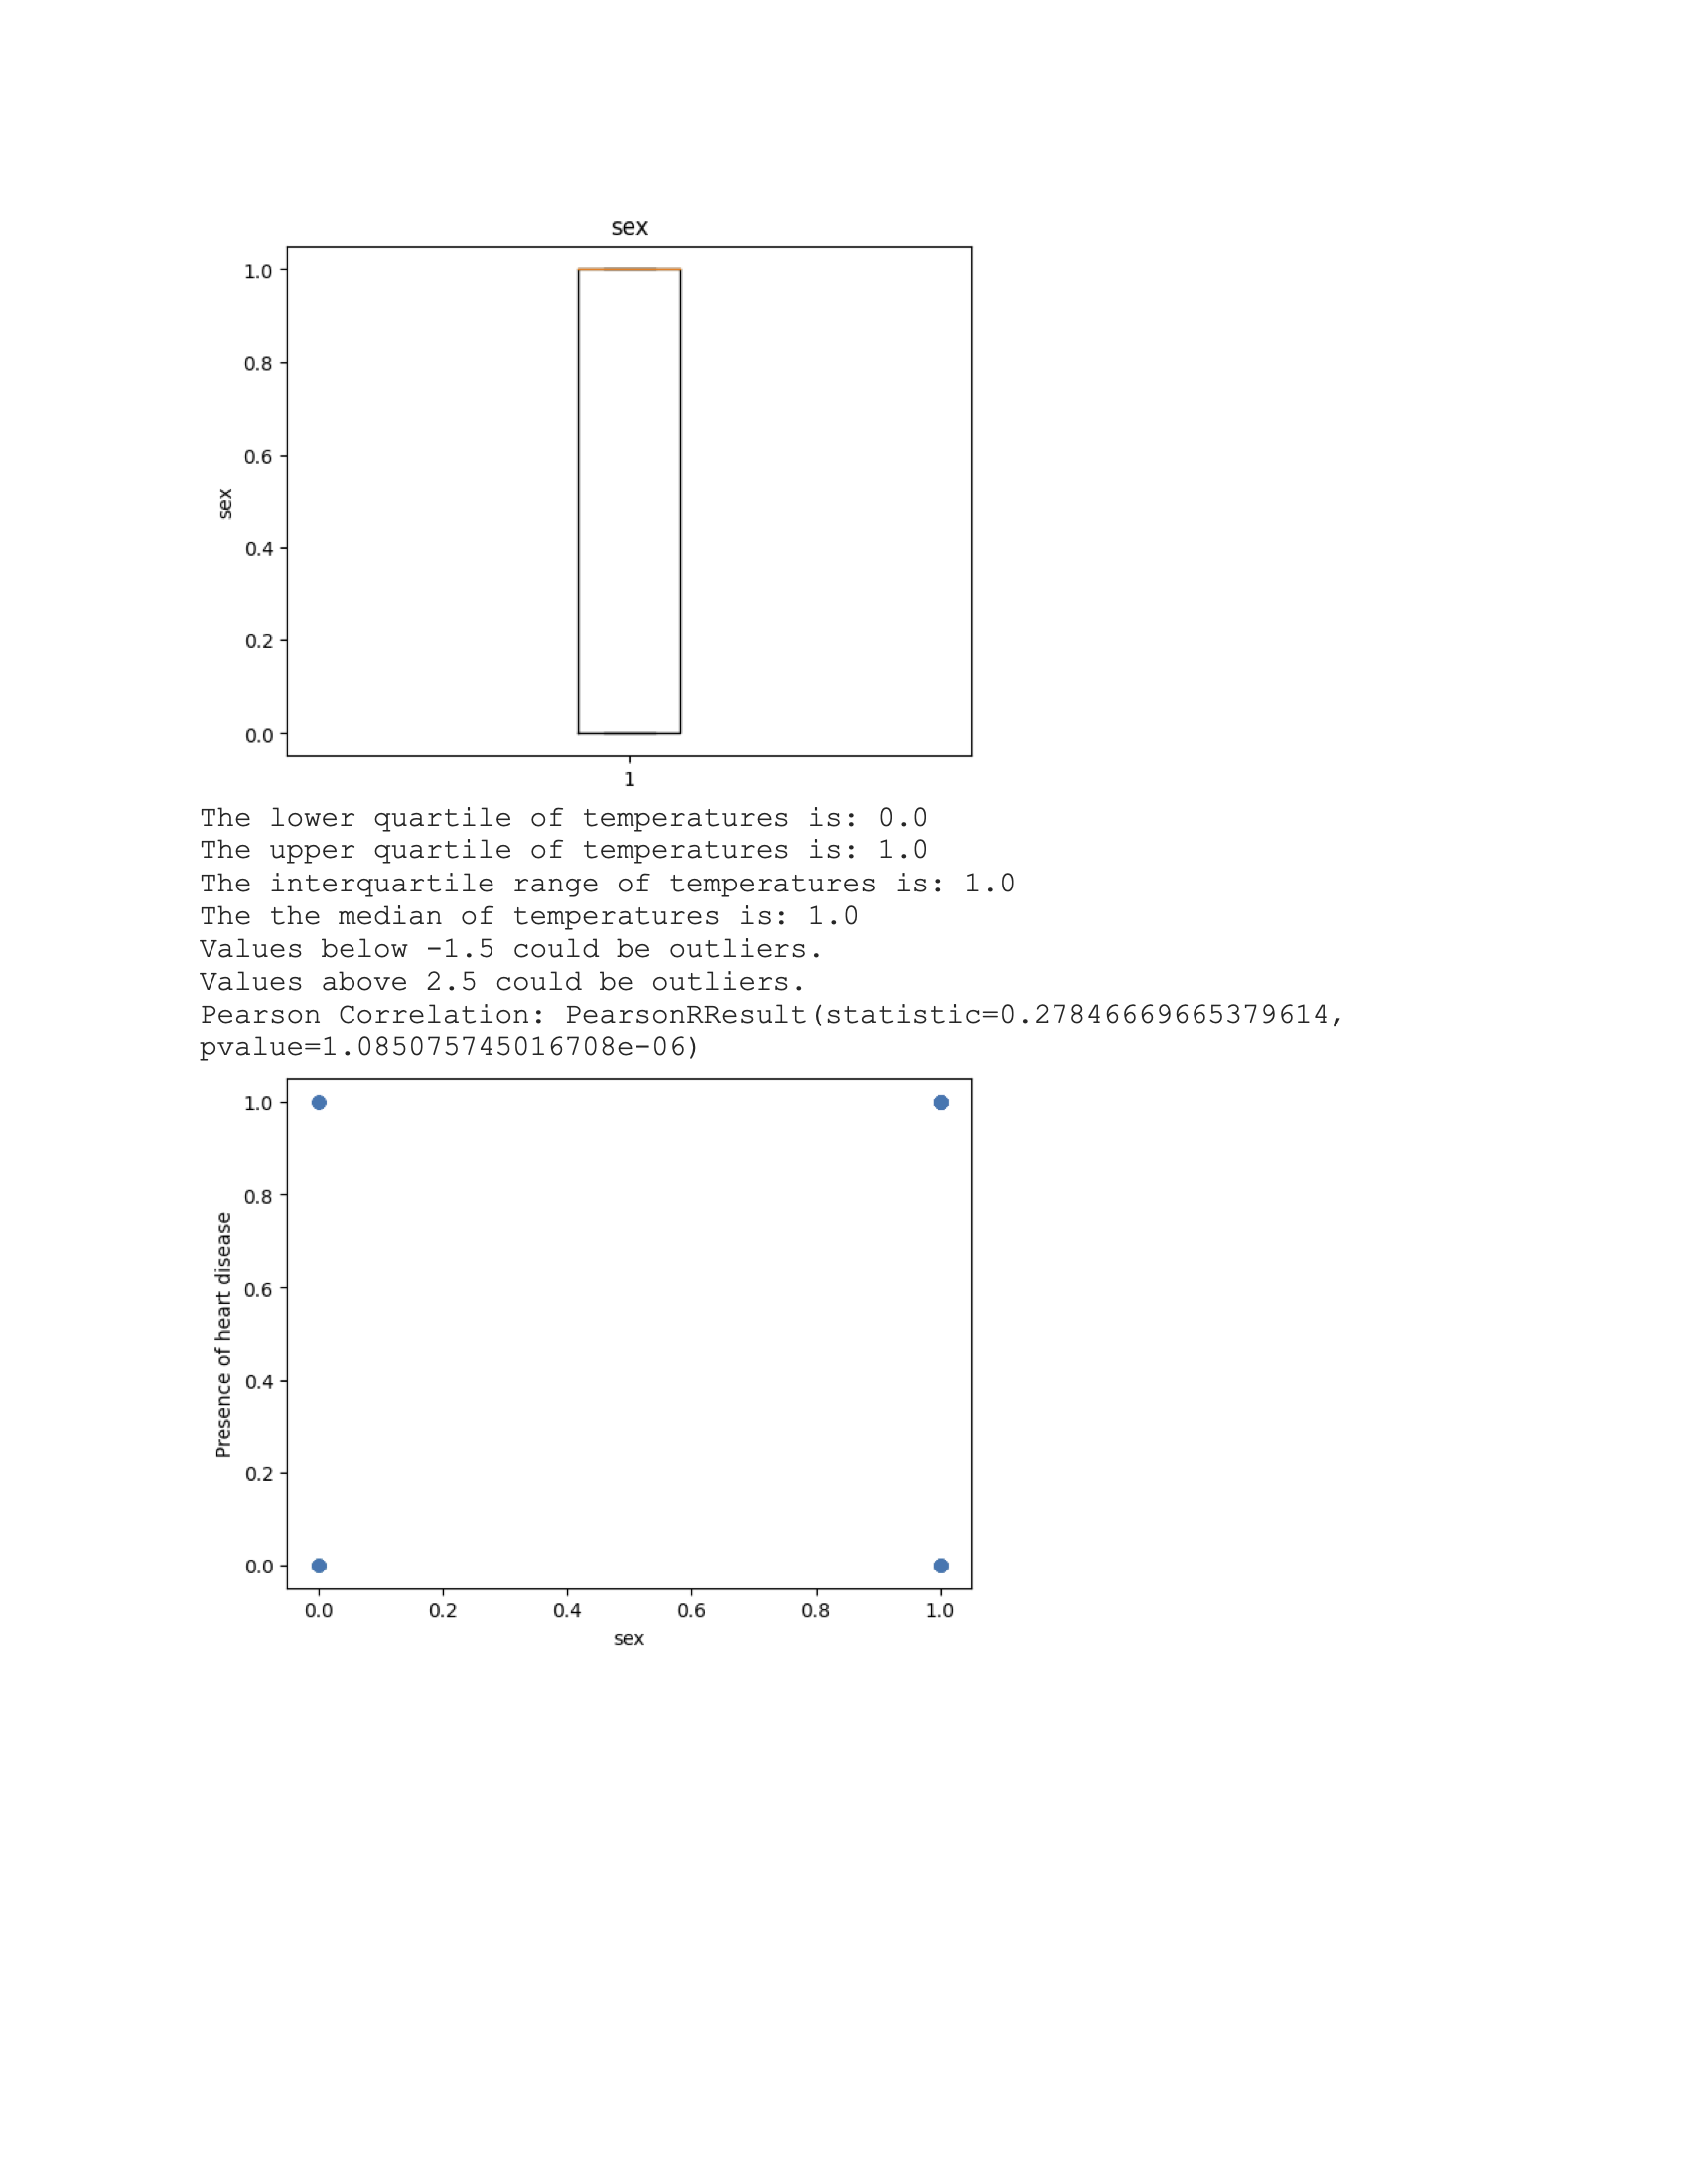 sex
1.0
0.8
0.6
0.4
0.2
0.0
sex
1
The lower quartile of temperatures is: 0.0
The upper quartile of temperatures is: 1.0
The interquartile range of temperatures is: 1.0
The the median of temperatures is: 1.0
Values below -1.5 could be outliers.
Values above 2.5 could be outliers.
Pearson Correlation: PearsonRResult(statistic=0.27846669665379614,
pvalue=1.085075745016708e-06)
1.0
0.8
0.6
0.4
0.2
0.0
Presence of heart disease
0.0 0.2 0.4 0.6 0.8 1.0
sex